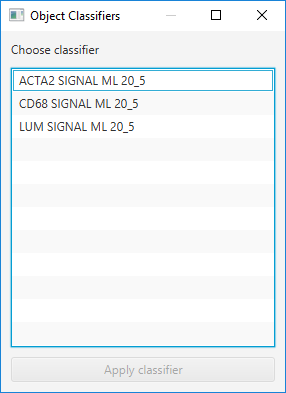 Object Classifiers
Choose classifier
ACTA2 SIGNAL ML 20_5
CD68 SIGNAL ML 20_5
LUM SIGNAL ML 20_5
Apply classifier